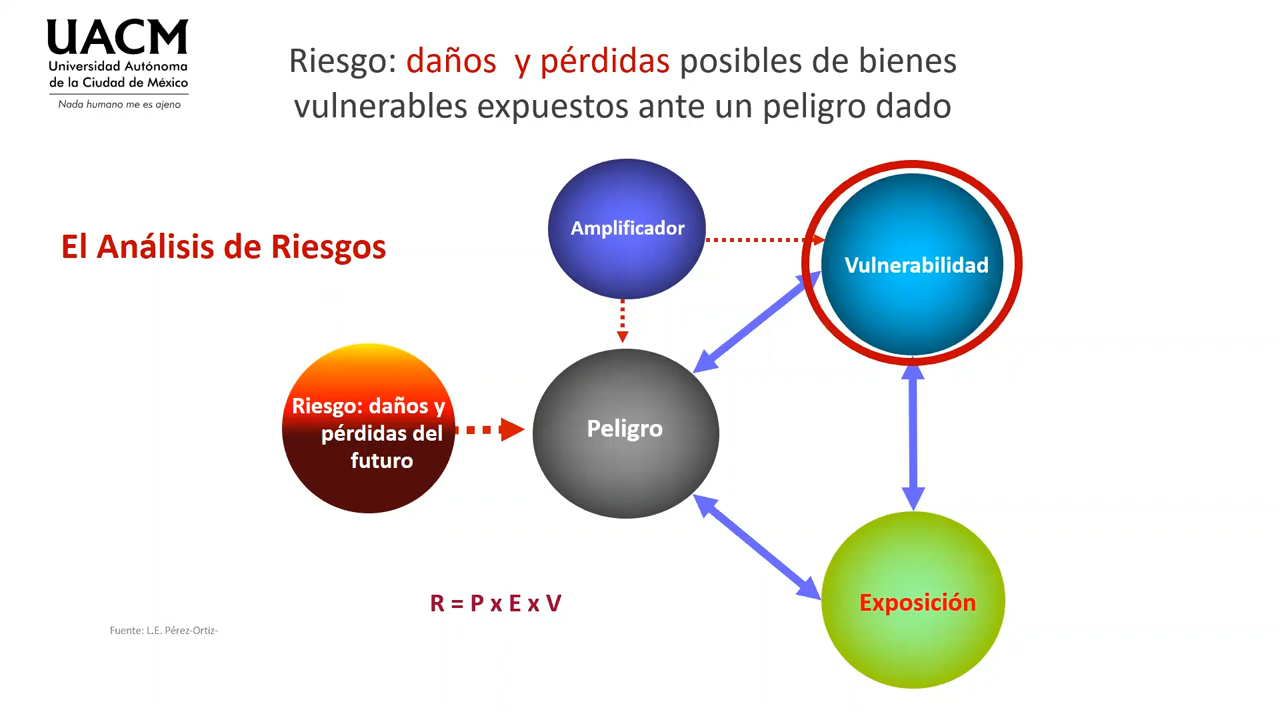 UACM
Universidad Autónoma
de la Ciudad de México
Nada humano me es ajeno
Riesgo: daños y pérdidas posibles de bienes
vulnerables expuestos ante un peligro dado
El Análisis de Riesgos
Amplificador
Vulnerabilidad
Riesgo: daños y
pérdidas del
futuro
Peligro
Exposición
R = P x E x V
Fuente: L.E. Pérez-Ortiz-